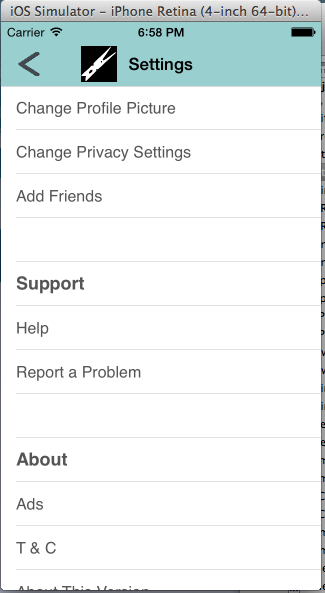 iOS Simulator – iPhone Retina (4-inch 64-bit)...
Carrier 6:58 PM
Settings
Change Profile Picture
Change Privacy Settings
Add Friends
Support
Help
Report a Problem
About
Ads
T & C
About This Version